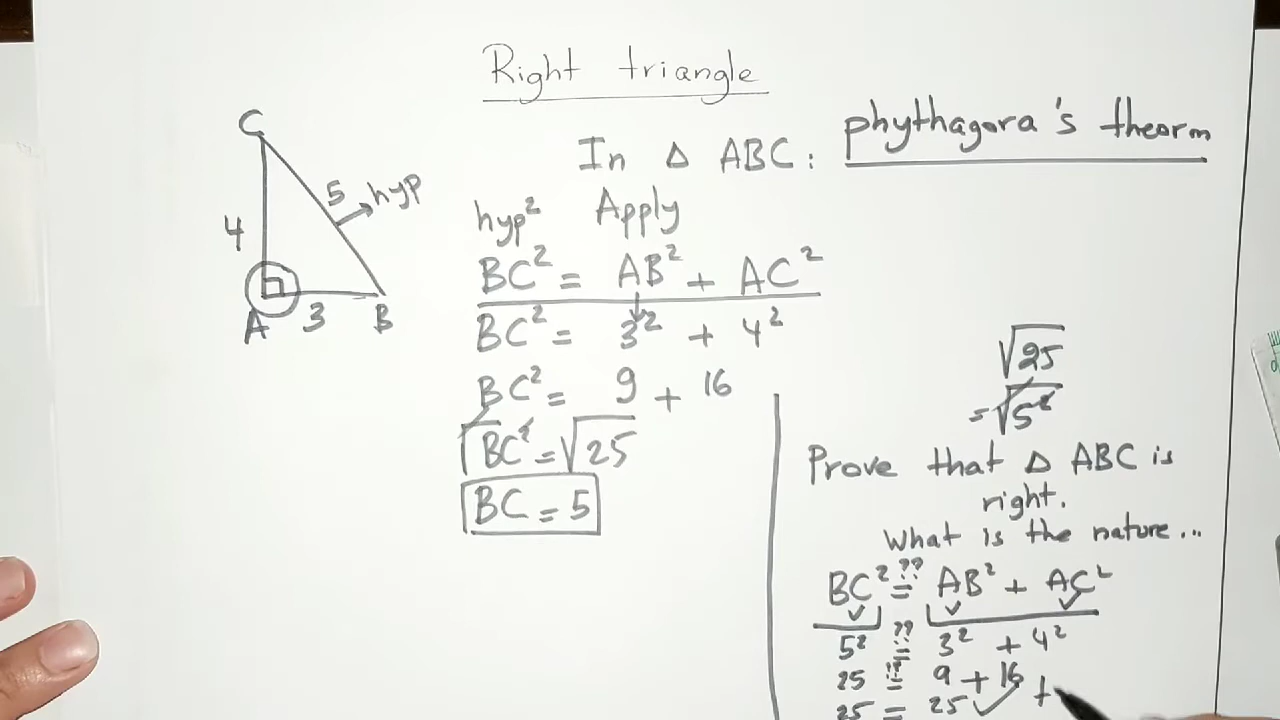 Right triangle
phythagora's theorm
In Δ ABC:
C
5 hyp
4
A 3 B
hyp² Apply
BC² = AB² + AC²
BC² = 3² + 4²
BC² = 9 + 16
√BC² = √25
BC = 5
√25
= √5²
Prove that Δ ABC is
right.
What is the nature...
BC² ??= AB² + AC²
5² ??= 3² + 4²
25 ??= 9 + 16
25 = 25